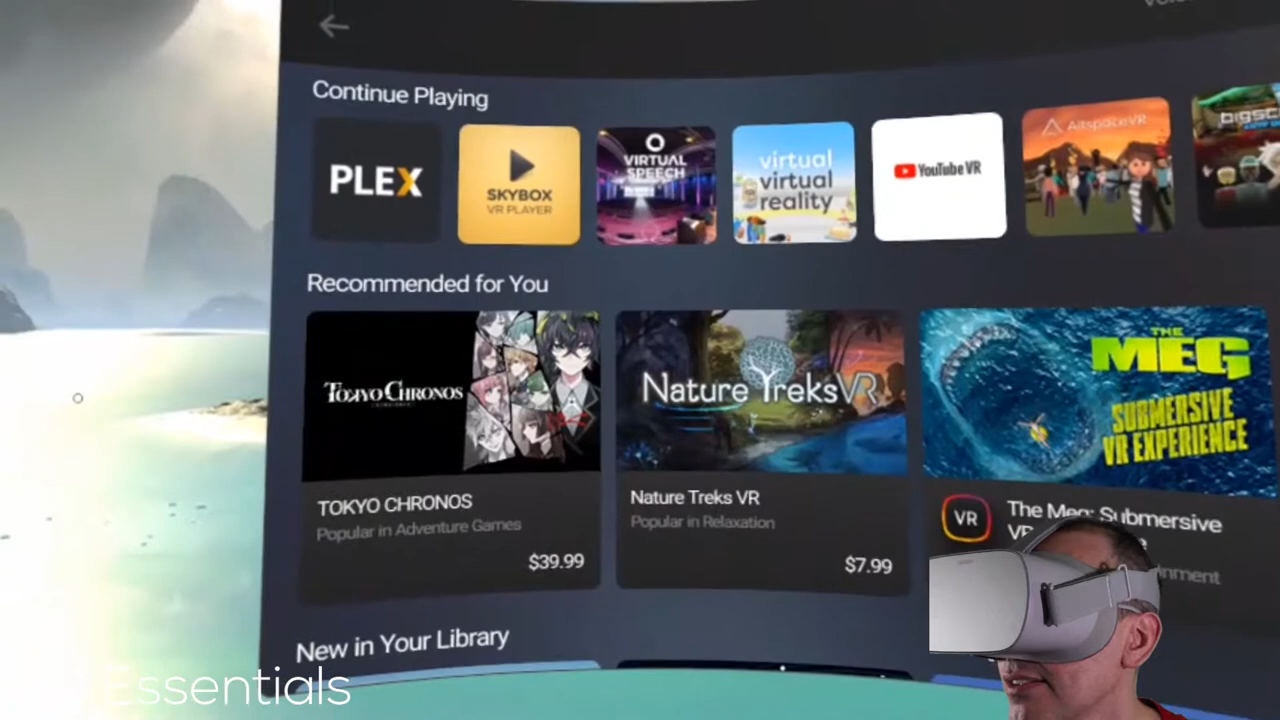 Continue Playing
PLEX
SKYBOX
VR PLAYER
VIRTUAL
SPEECH
virtual
virtual
reality
YouTube VR
AltspaceVR
Recommended for You
TOKYO CHRONOS
Nature TreksVR
THE
MEG
SUBMERSIVE
VR EXPERIENCE
TOKYO CHRONOS
Popular in Adventure Games
$39.99
Nature Treks VR
Popular in Relaxation
$7.99
VR
The Meg: Submersive
New in Your Library
Essentials